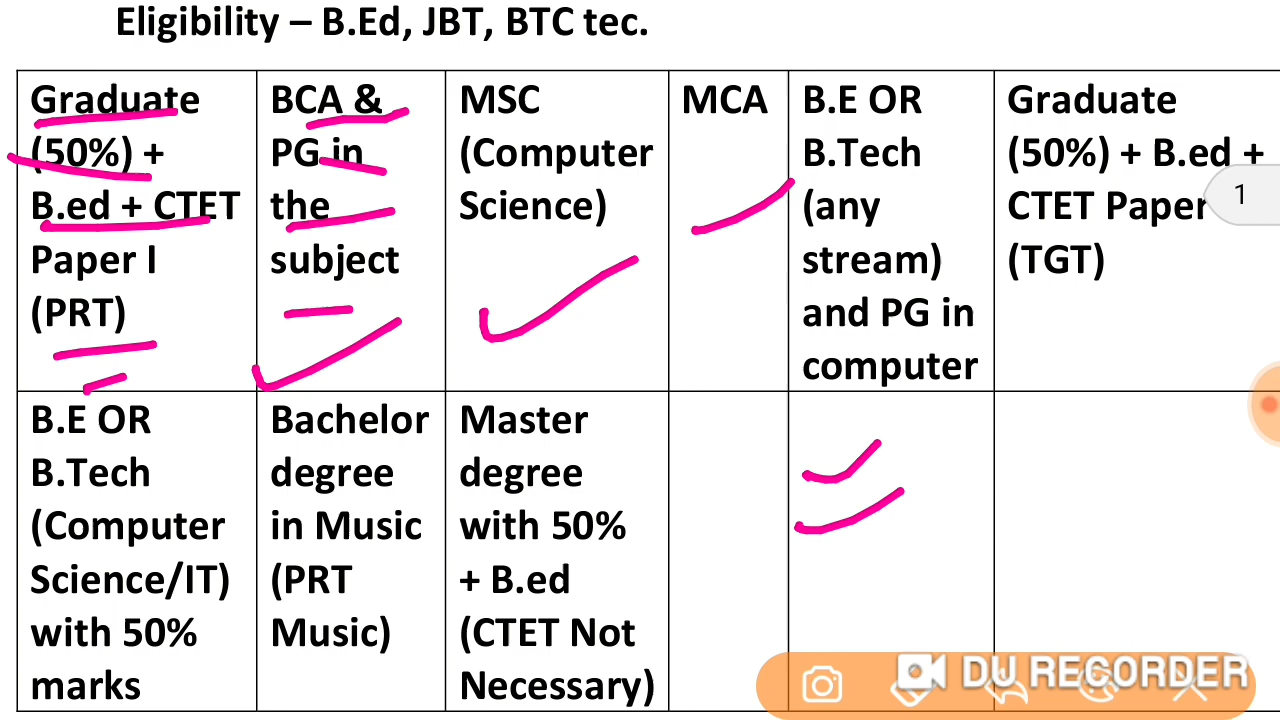 Eligibility – B.Ed, JBT, BTC tec.
Graduate
(50%) +
B.ed + CTET
Paper I
(PRT)
BCA &
PG in
the
subject
MSC
(Computer
Science)
MCA
B.E OR
B.Tech
(any
stream)
and PG in
computer
Graduate
(50%) + B.ed +
CTET Paper
(TGT)
1
B.E OR
B.Tech
(Computer
Science/IT)
with 50%
marks
Bachelor
degree
in Music
(PRT
Music)
Master
degree
with 50%
+ B.ed
(CTET Not
Necessary)
DU RECORDER